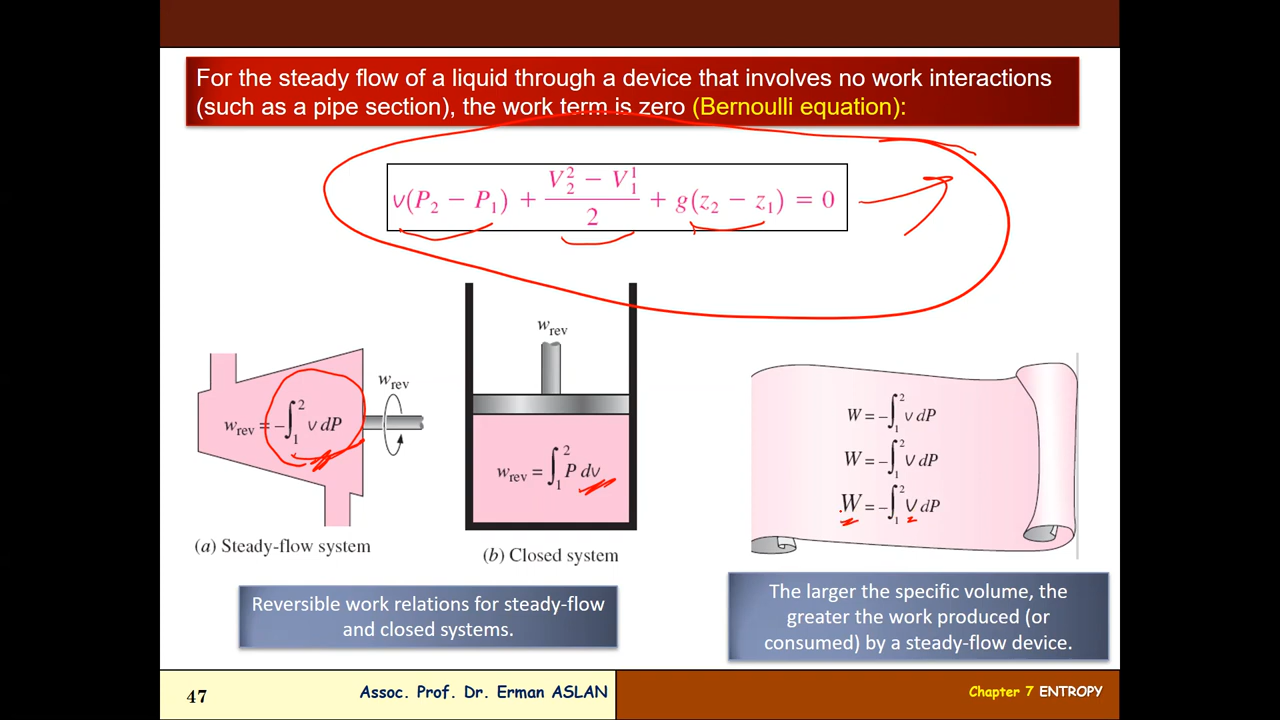 For the steady flow of a liquid through a device that involves no work interactions
(such as a pipe section), the work term is zero (Bernoulli equation):
v(P₂ − P₁) + (V₂² − V₁¹)/2 + g(z₂ − z₁) = 0
w_rev
w_rev = −∫₁² v dP
w_rev
w_rev = ∫₁² P dv
W = −∫₁² v dP
W = −∫₁² v dP
W = −∫₁² v dP
(a) Steady-flow system
(b) Closed system
Reversible work relations for steady-flow
and closed systems.
The larger the specific volume, the
greater the work produced (or
consumed) by a steady-flow device.
47
Assoc. Prof. Dr. Erman ASLAN
Chapter 7 ENTROPY